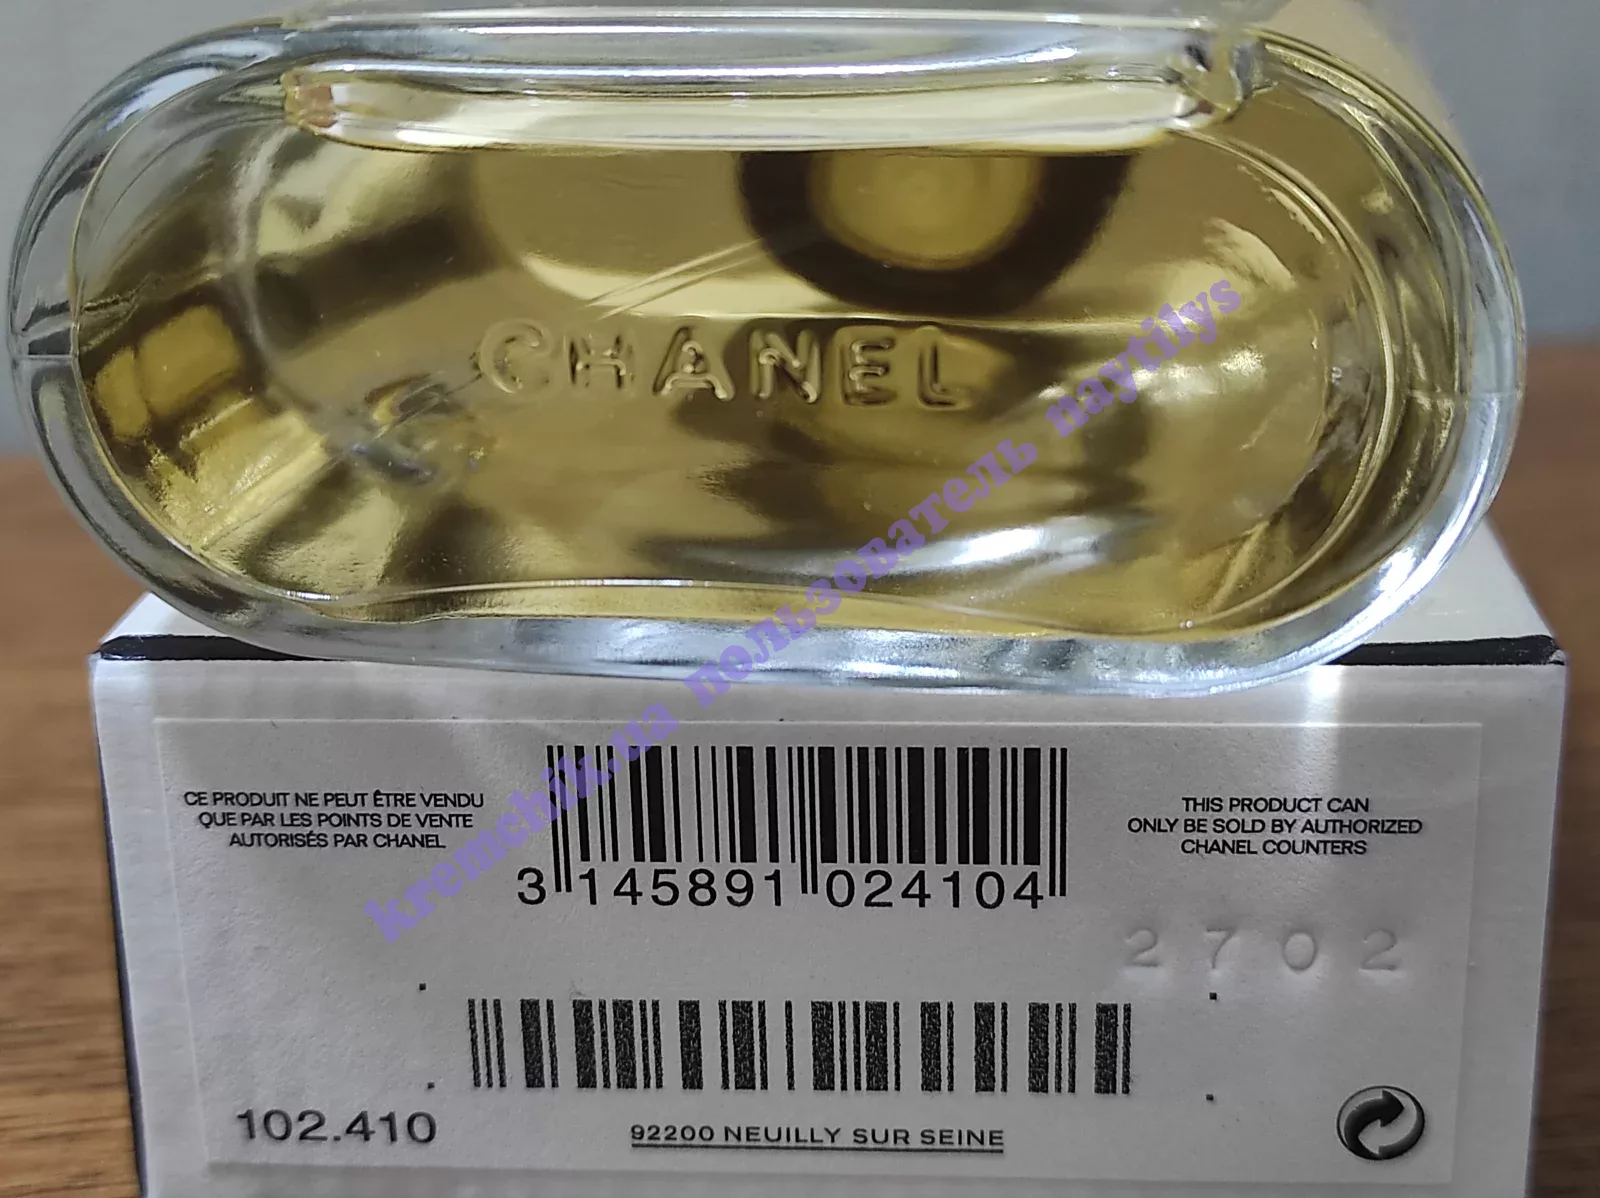 CHANEL
kremchik.ua пользователь naytilys
CE PRODUIT NE PEUT ÊTRE VENDU
QUE PAR LES POINTS DE VENTE
AUTORISÉS PAR CHANEL
3 145891 024104
THIS PRODUCT CAN
ONLY BE SOLD BY AUTHORIZED
CHANEL COUNTERS
2702
102.410
92200 NEUILLY SUR SEINE